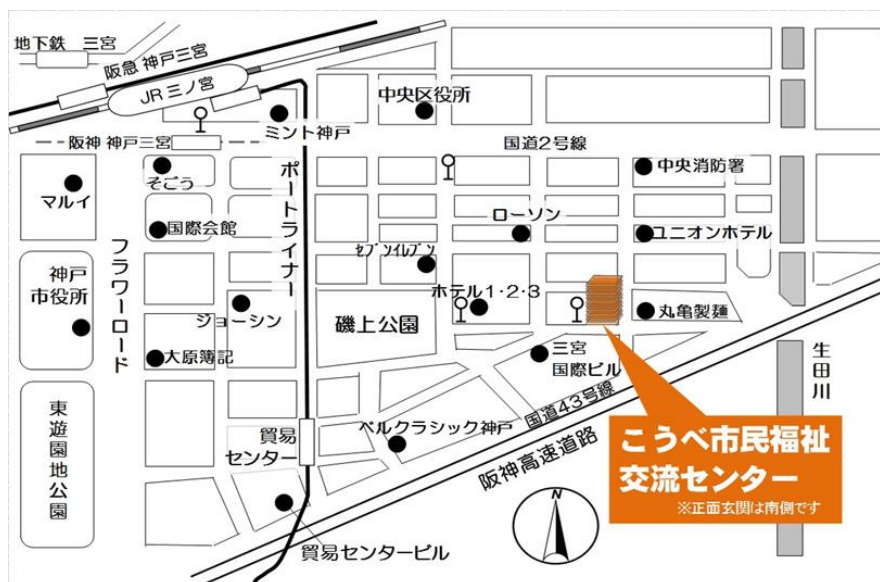 地下鉄 三宮
阪急 神戸三宮
JR 三ノ宮
中央区役所
ミント神戸
阪神 神戸三宮
国道2号線
そごう
中央消防署
マルイ
ポートライナー
国際会館
ローソン
ユニオンホテル
フラワーロード
セブンイレブン
神戸
市役所
ホテル1・2・3
ジョーシン
磯上公園
丸亀製麺
大原簿記
三宮
国際ビル
生田川
国道43号線
東遊園地公園
貿易
センター
ベルクラシック神戸
阪神高速道路
こうべ市民福祉
交流センター
※正面玄関は南側です
N
貿易センタービル